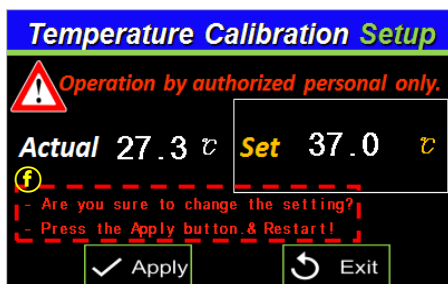 Temperature Calibration Setup
Operation by authorized personal only.
Actual 27.3 ℃ Set 37.0 ℃
f
- Are you sure to change the setting?
- Press the Apply button.& Restart!
Apply Exit